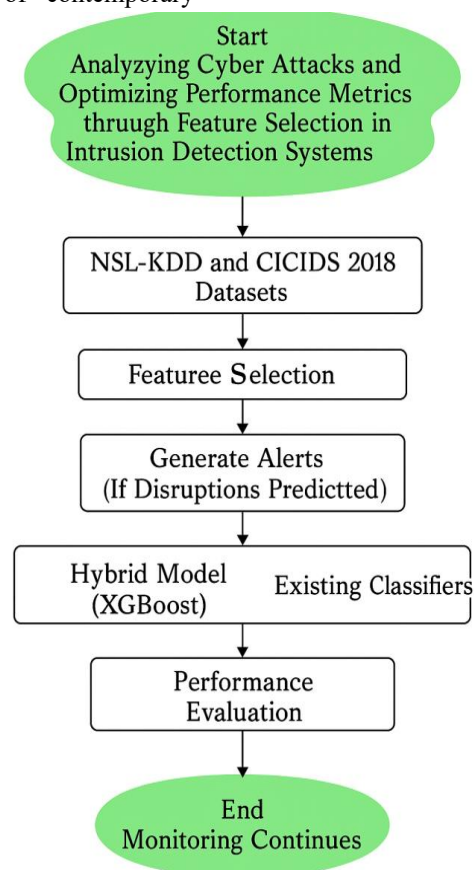 of contemporary
Start
Analyzying Cyber Attacks and
Optimizing Performance Metrics
thruugh Feature Selection in
Intrusion Detection Systems
NSL-KDD and CICIDS 2018
Datasets
Featuree Selection
Generate Alerts
(If Disruptions Predictted)
Hybrid Model
(XGBoost)
Existing Classifiers
Performance
Evaluation
End
Monitoring Continues